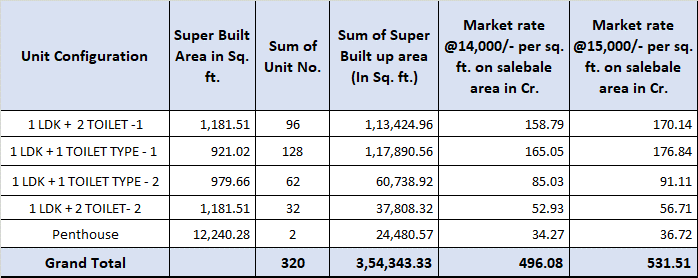 Unit Configuration | Super Built Area in Sq. ft. | Sum of Unit No. | Sum of Super Built up area (In Sq. ft.) | Market rate @14,000/- per sq. ft. on salebale area in Cr. | Market rate @15,000/- per sq. ft. on salebale area in Cr.
1 LDK + 2 TOILET -1 | 1,181.51 | 96 | 1,13,424.96 | 158.79 | 170.14
1 LDK + 1 TOILET TYPE - 1 | 921.02 | 128 | 1,17,890.56 | 165.05 | 176.84
1 LDK + 1 TOILET TYPE - 2 | 979.66 | 62 | 60,738.92 | 85.03 | 91.11
1 LDK + 2 TOILET- 2 | 1,181.51 | 32 | 37,808.32 | 52.93 | 56.71
Penthouse | 12,240.28 | 2 | 24,480.57 | 34.27 | 36.72
Grand Total | 320 | 3,54,343.33 | 496.08 | 531.51